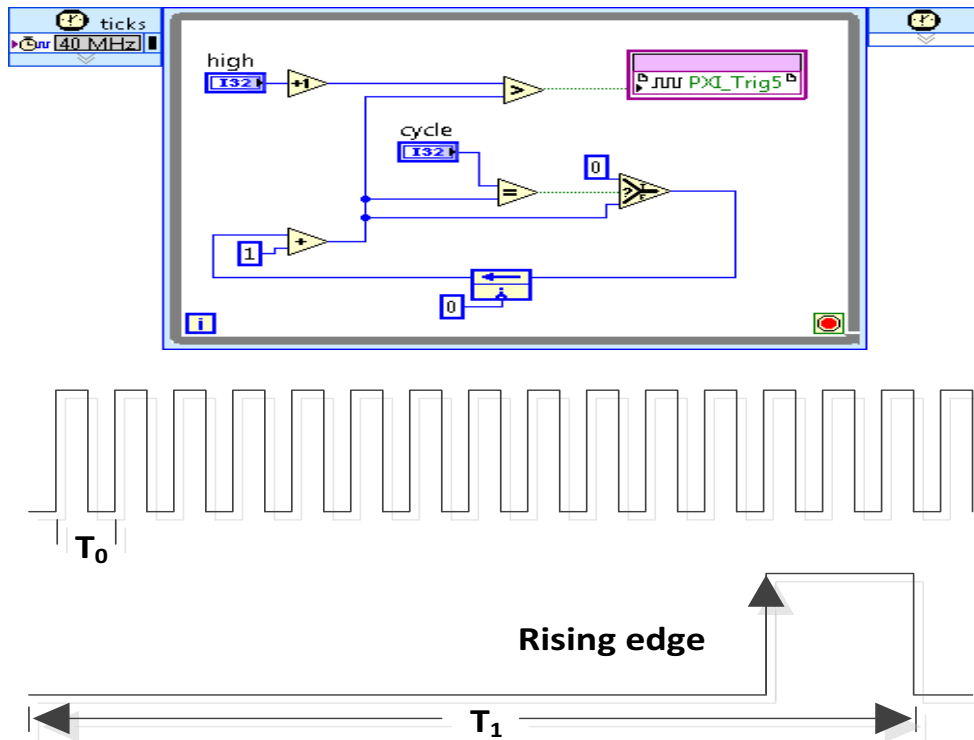 ticks
40 MHz
high
I32
+1
>
PXI_Trig5
cycle
I32
0
=
?
1
+
0
i
T₀
Rising edge
T₁